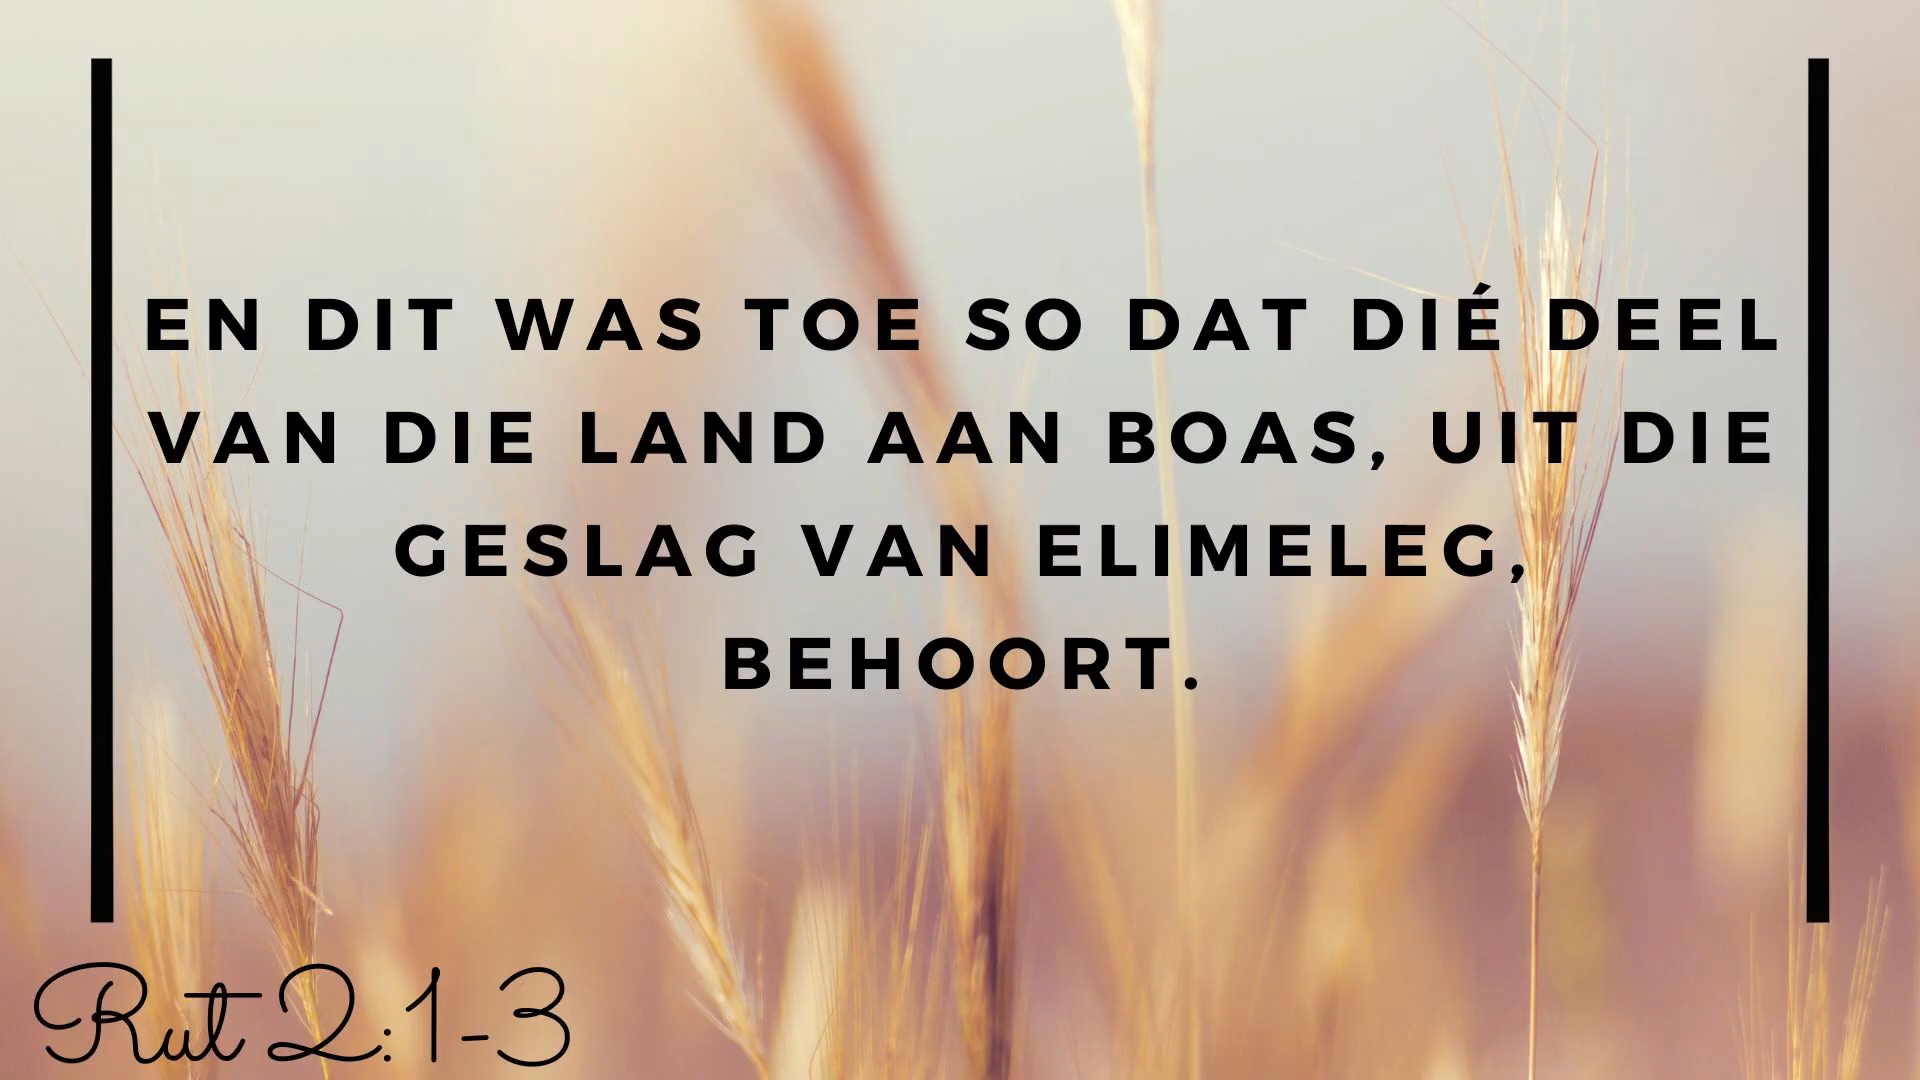 EN DIT WAS TOE SO DAT DIÉ DEEL
VAN DIE LAND AAN BOAS, UIT DIE
GESLAG VAN ELIMELEG,
BEHOORT.
Rut 2:1-3